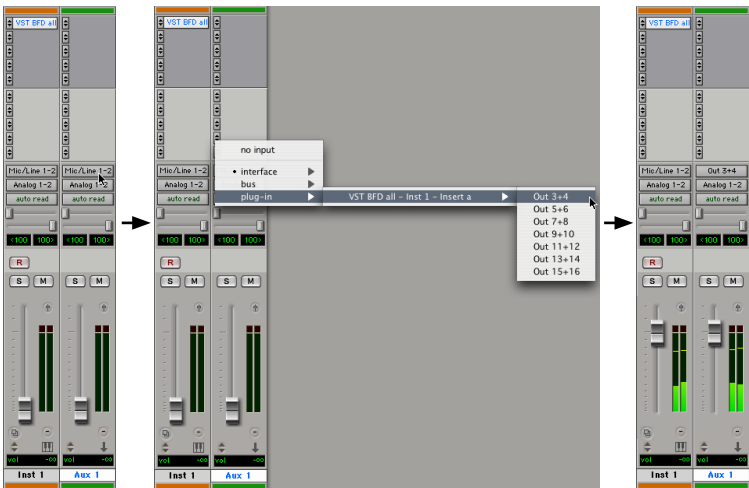 VST BFD all
Mic/Line 1-2 Mic/Line 1-2
Analog 1-2 Analog 1-2
auto read auto read
<100 100> <100 100>
R
S M S M
vol -∞ vol -∞
Inst 1 Aux 1
VST BFD all
Mic/Line 1-2
Analog 1-2
auto read
<100 100> <100 100>
R
S M S M
vol -∞ vol -∞
Inst 1 Aux 1
no input
• interface
bus
plug-in
VST BFD all - Inst 1 - Insert a
Out 3+4
Out 5+6
Out 7+8
Out 9+10
Out 11+12
Out 13+14
Out 15+16
VST BFD all
Mic/Line 1-2 Out 3+4
Analog 1-2 Analog 1-2
auto read auto read
<100 100> <100 100>
R
S M S M
vol -∞ vol -∞
Inst 1 Aux 1